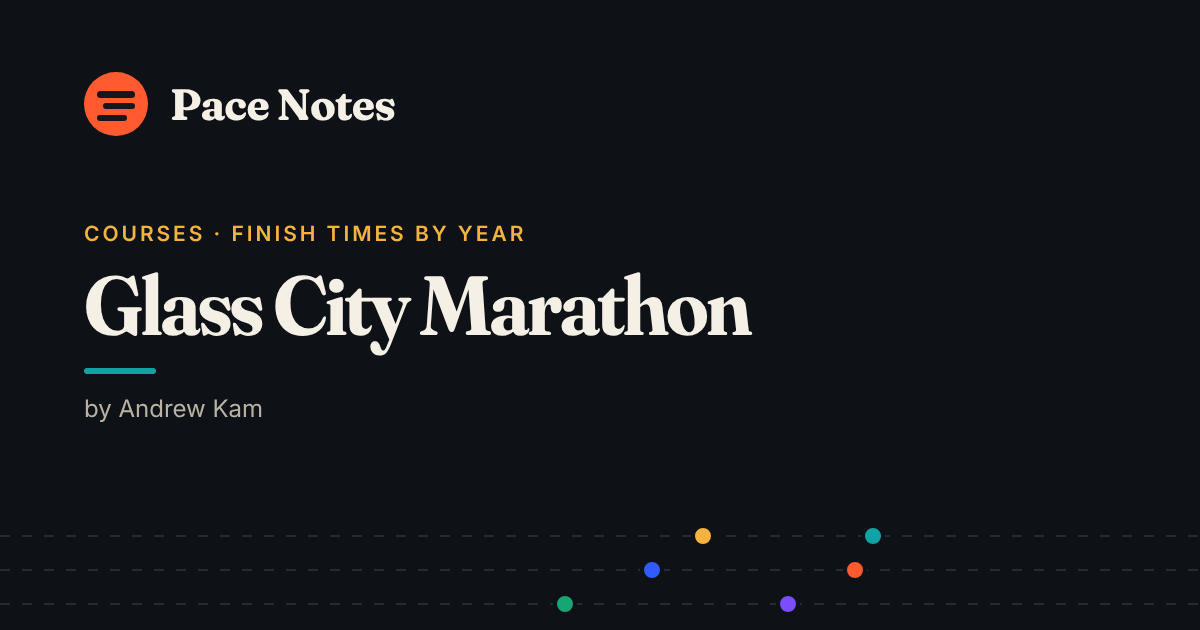 Pace Notes
COURSES · FINISH TIMES BY YEAR
Glass City Marathon
by Andrew Kam